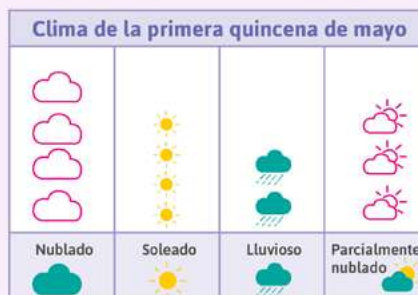 Clima de la primera quincena de mayo
Nublado
Soleado
Lluvioso
Parcialmente
nublado